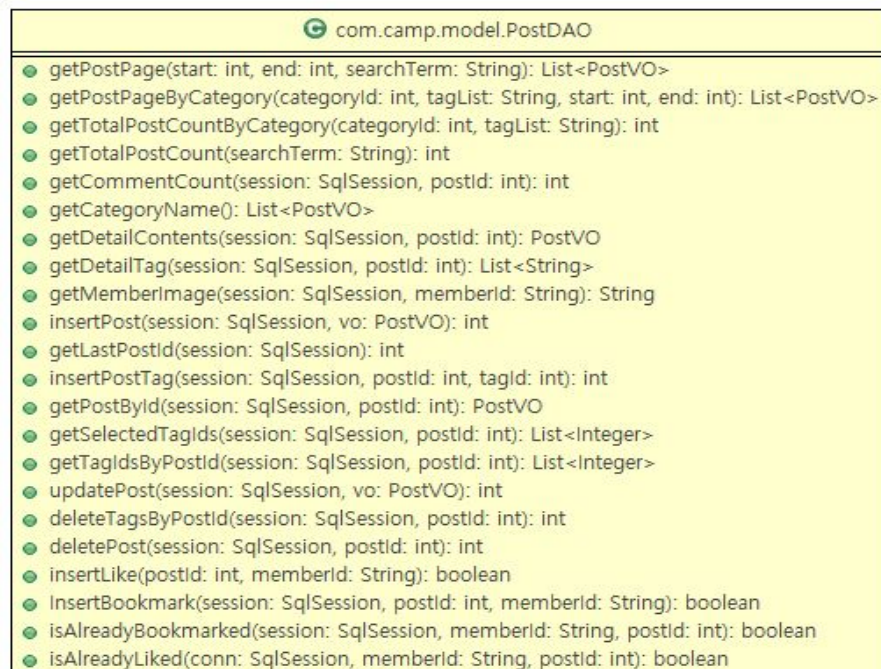 C com.camp.model.PostDAO
getPostPage(start: int, end: int, searchTerm: String): List<PostVO>
getPostPageByCategory(categoryId: int, tagList: String, start: int, end: int): List<PostVO>
getTotalPostCountByCategory(categoryId: int, tagList: String): int
getTotalPostCount(searchTerm: String): int
getCommentCount(session: SqlSession, postId: int): int
getCategoryName(): List<PostVO>
getDetailContents(session: SqlSession, postId: int): PostVO
getDetailTag(session: SqlSession, postId: int): List<String>
getMemberImage(session: SqlSession, memberId: String): String
insertPost(session: SqlSession, vo: PostVO): int
getLastPostId(session: SqlSession): int
insertPostTag(session: SqlSession, postId: int, tagId: int): int
getPostById(session: SqlSession, postId: int): PostVO
getSelectedTagIds(session: SqlSession, postId: int): List<Integer>
getTagIdsByPostId(session: SqlSession, postId: int): List<Integer>
updatePost(session: SqlSession, vo: PostVO): int
deleteTagsByPostId(session: SqlSession, postId: int): int
deletePost(session: SqlSession, postId: int): int
insertLike(postId: int, memberId: String): boolean
InsertBookmark(session: SqlSession, postId: int, memberId: String): boolean
isAlreadyBookmarked(session: SqlSession, memberId: String, postId: int): boolean
isAlreadyLiked(conn: SqlSession, memberId: String, postId: int): boolean